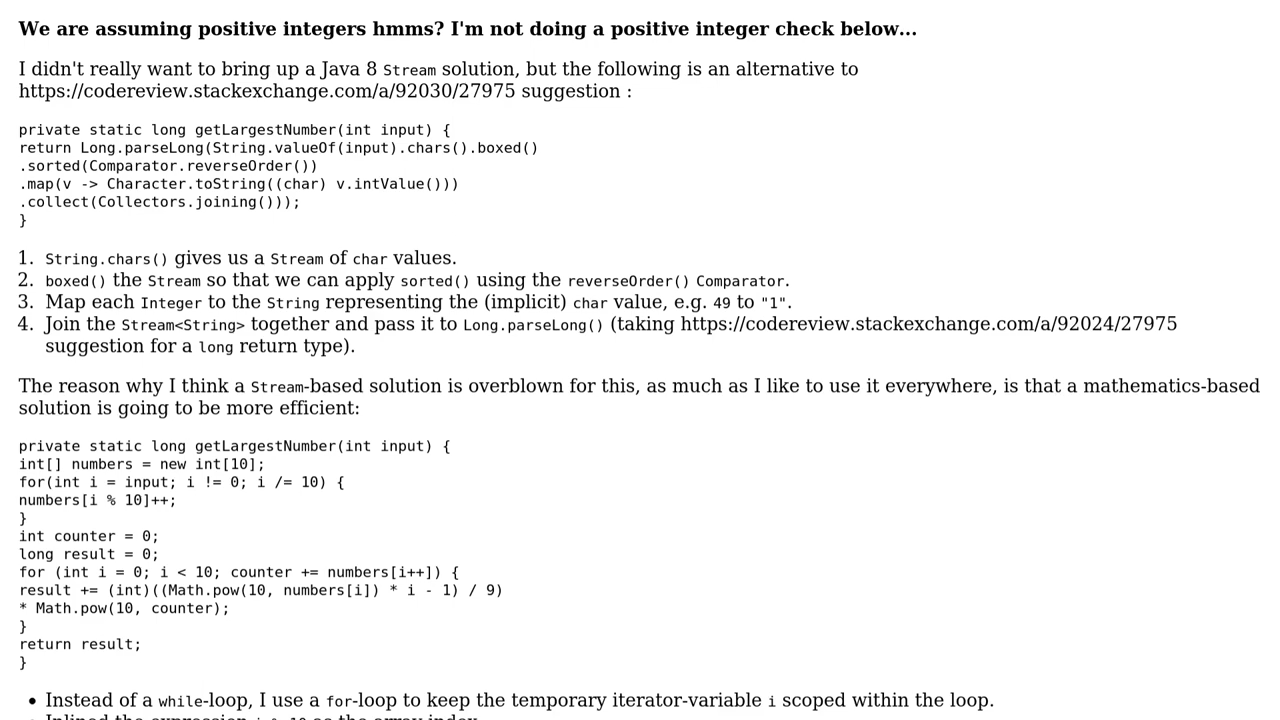 We are assuming positive integers hmms? I'm not doing a positive integer check below...
I didn't really want to bring up a Java 8 Stream solution, but the following is an alternative to
https://codereview.stackexchange.com/a/92030/27975 suggestion :
private static long getLargestNumber(int input) {
return Long.parseLong(String.valueOf(input).chars().boxed()
.sorted(Comparator.reverseOrder())
.map(v -> Character.toString((char) v.intValue()))
.collect(Collectors.joining()));
}
1. String.chars() gives us a Stream of char values.
2. boxed() the Stream so that we can apply sorted() using the reverseOrder() Comparator.
3. Map each Integer to the String representing the (implicit) char value, e.g. 49 to "1".
4. Join the Stream<String> together and pass it to Long.parseLong() (taking https://codereview.stackexchange.com/a/92024/27975
suggestion for a long return type).
The reason why I think a Stream-based solution is overblown for this, as much as I like to use it everywhere, is that a mathematics-based
solution is going to be more efficient:
private static long getLargestNumber(int input) {
int[] numbers = new int[10];
for(int i = input; i != 0; i /= 10) {
numbers[i % 10]++;
}
int counter = 0;
long result = 0;
for (int i = 0; i < 10; counter += numbers[i++]) {
result += (int)((Math.pow(10, numbers[i]) * i - 1) / 9)
* Math.pow(10, counter);
}
return result;
}
• Instead of a while-loop, I use a for-loop to keep the temporary iterator-variable i scoped within the loop.
• Inlined the expression i % 10 as the array index.